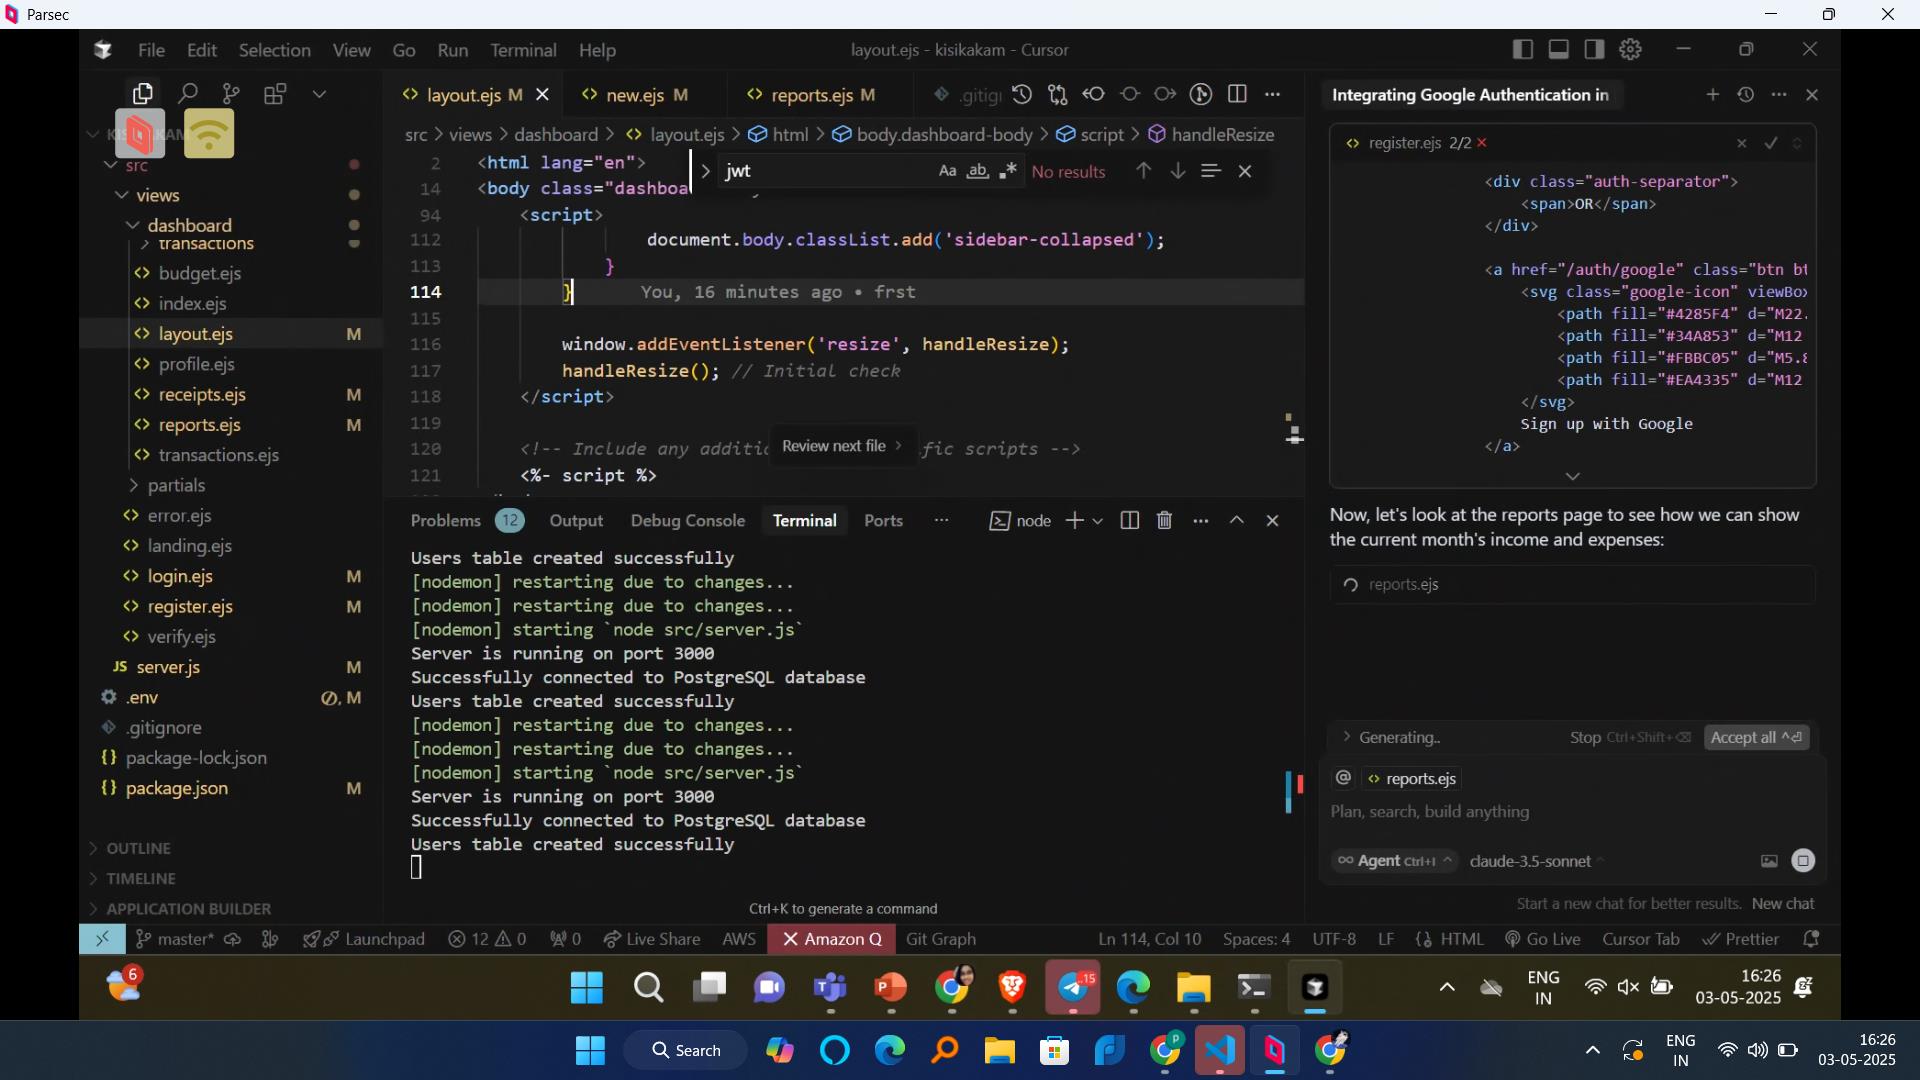 Parsec
File Edit Selection View Go Run Terminal Help
layout.ejs - kisikakam - Cursor
layout.ejs M
new.ejs M
reports.ejs M
.gitig
src > views > dashboard > layout.ejs > html > body.dashboard-body > script > handleResize
jwt
Aa ab No results
src
views
dashboard
transactions
budget.ejs
index.ejs
layout.ejs M
profile.ejs
receipts.ejs M
reports.ejs M
transactions.ejs
partials
error.ejs
landing.ejs
login.ejs M
register.ejs M
verify.ejs
JS server.js M
.env M
.gitignore
{} package-lock.json
{} package.json M
OUTLINE
TIMELINE
APPLICATION BUILDER
2 <html lang="en">
14 <body class="dashboa
94 <script>
112 document.body.classList.add('sidebar-collapsed');
113 }
114 } You, 16 minutes ago • frst
115
116 window.addEventListener('resize', handleResize);
117 handleResize(); // Initial check
118 </script>
119
120 <!-- Include any additic fic scripts -->
Review next file
121 <%- script %>
Problems 12 Output Debug Console Terminal Ports ...
node
Users table created successfully
[nodemon] restarting due to changes...
[nodemon] restarting due to changes...
[nodemon] starting `node src/server.js`
Server is running on port 3000
Successfully connected to PostgreSQL database
Users table created successfully
[nodemon] restarting due to changes...
[nodemon] restarting due to changes...
[nodemon] starting `node src/server.js`
Server is running on port 3000
Successfully connected to PostgreSQL database
Users table created successfully
Ctrl+K to generate a command
Integrating Google Authentication in
register.ejs 2/2
<div class="auth-separator">
<span>OR</span>
</div>
<a href="/auth/google" class="btn bt
<svg class="google-icon" viewBox
<path fill="#4285F4" d="M22.
<path fill="#34A853" d="M12
<path fill="#FBBC05" d="M5.8
<path fill="#EA4335" d="M12
</svg>
Sign up with Google
</a>
Now, let's look at the reports page to see how we can show
the current month's income and expenses:
reports.ejs
Generating.. Stop Ctrl+Shift+⌫ Accept all ^⏎
@ reports.ejs
Plan, search, build anything
∞ Agent Ctrl+I claude-3.5-sonnet
Start a new chat for better results. New chat
master* Launchpad 12 0 0 Live Share AWS Amazon Q Git Graph Ln 114, Col 10 Spaces: 4 UTF-8 LF HTML Go Live Cursor Tab Prettier
6
15
ENG
IN
16:26
03-05-2025
Search
P
ENG
IN
16:26
03-05-2025